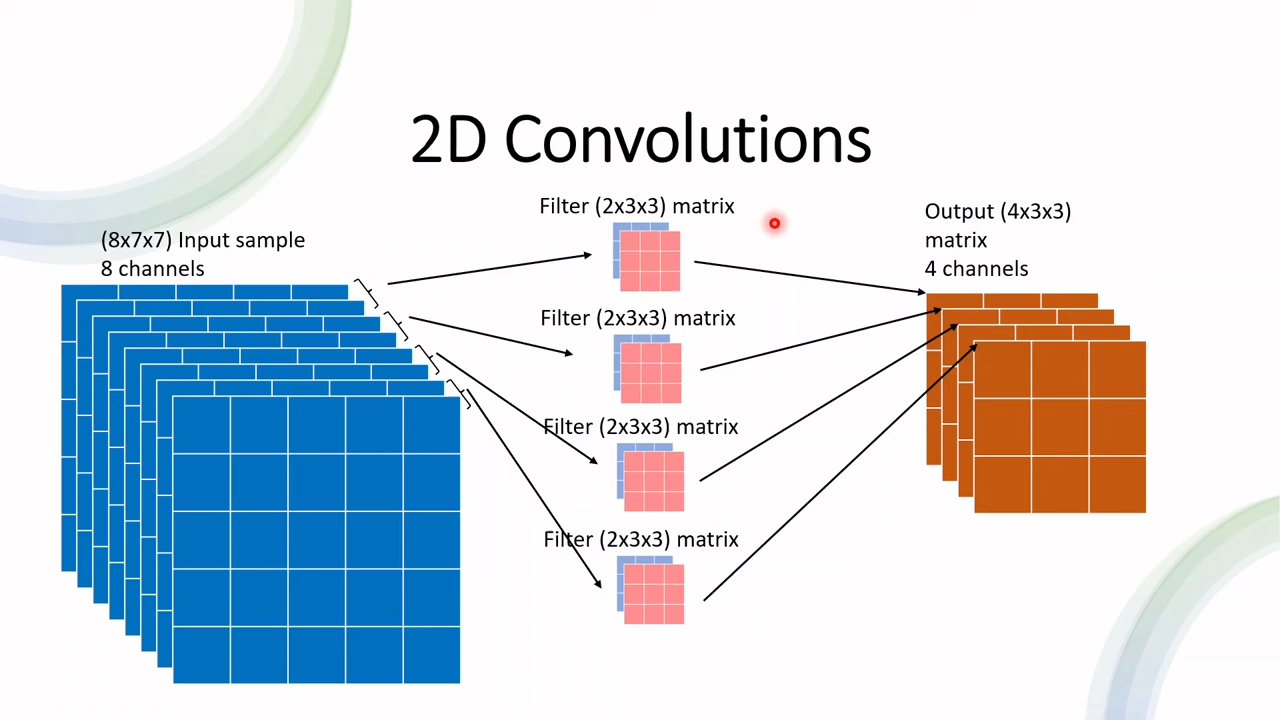 2D Convolutions
(8x7x7) Input sample
8 channels
Filter (2x3x3) matrix
Filter (2x3x3) matrix
Filter (2x3x3) matrix
Filter (2x3x3) matrix
Output (4x3x3)
matrix
4 channels